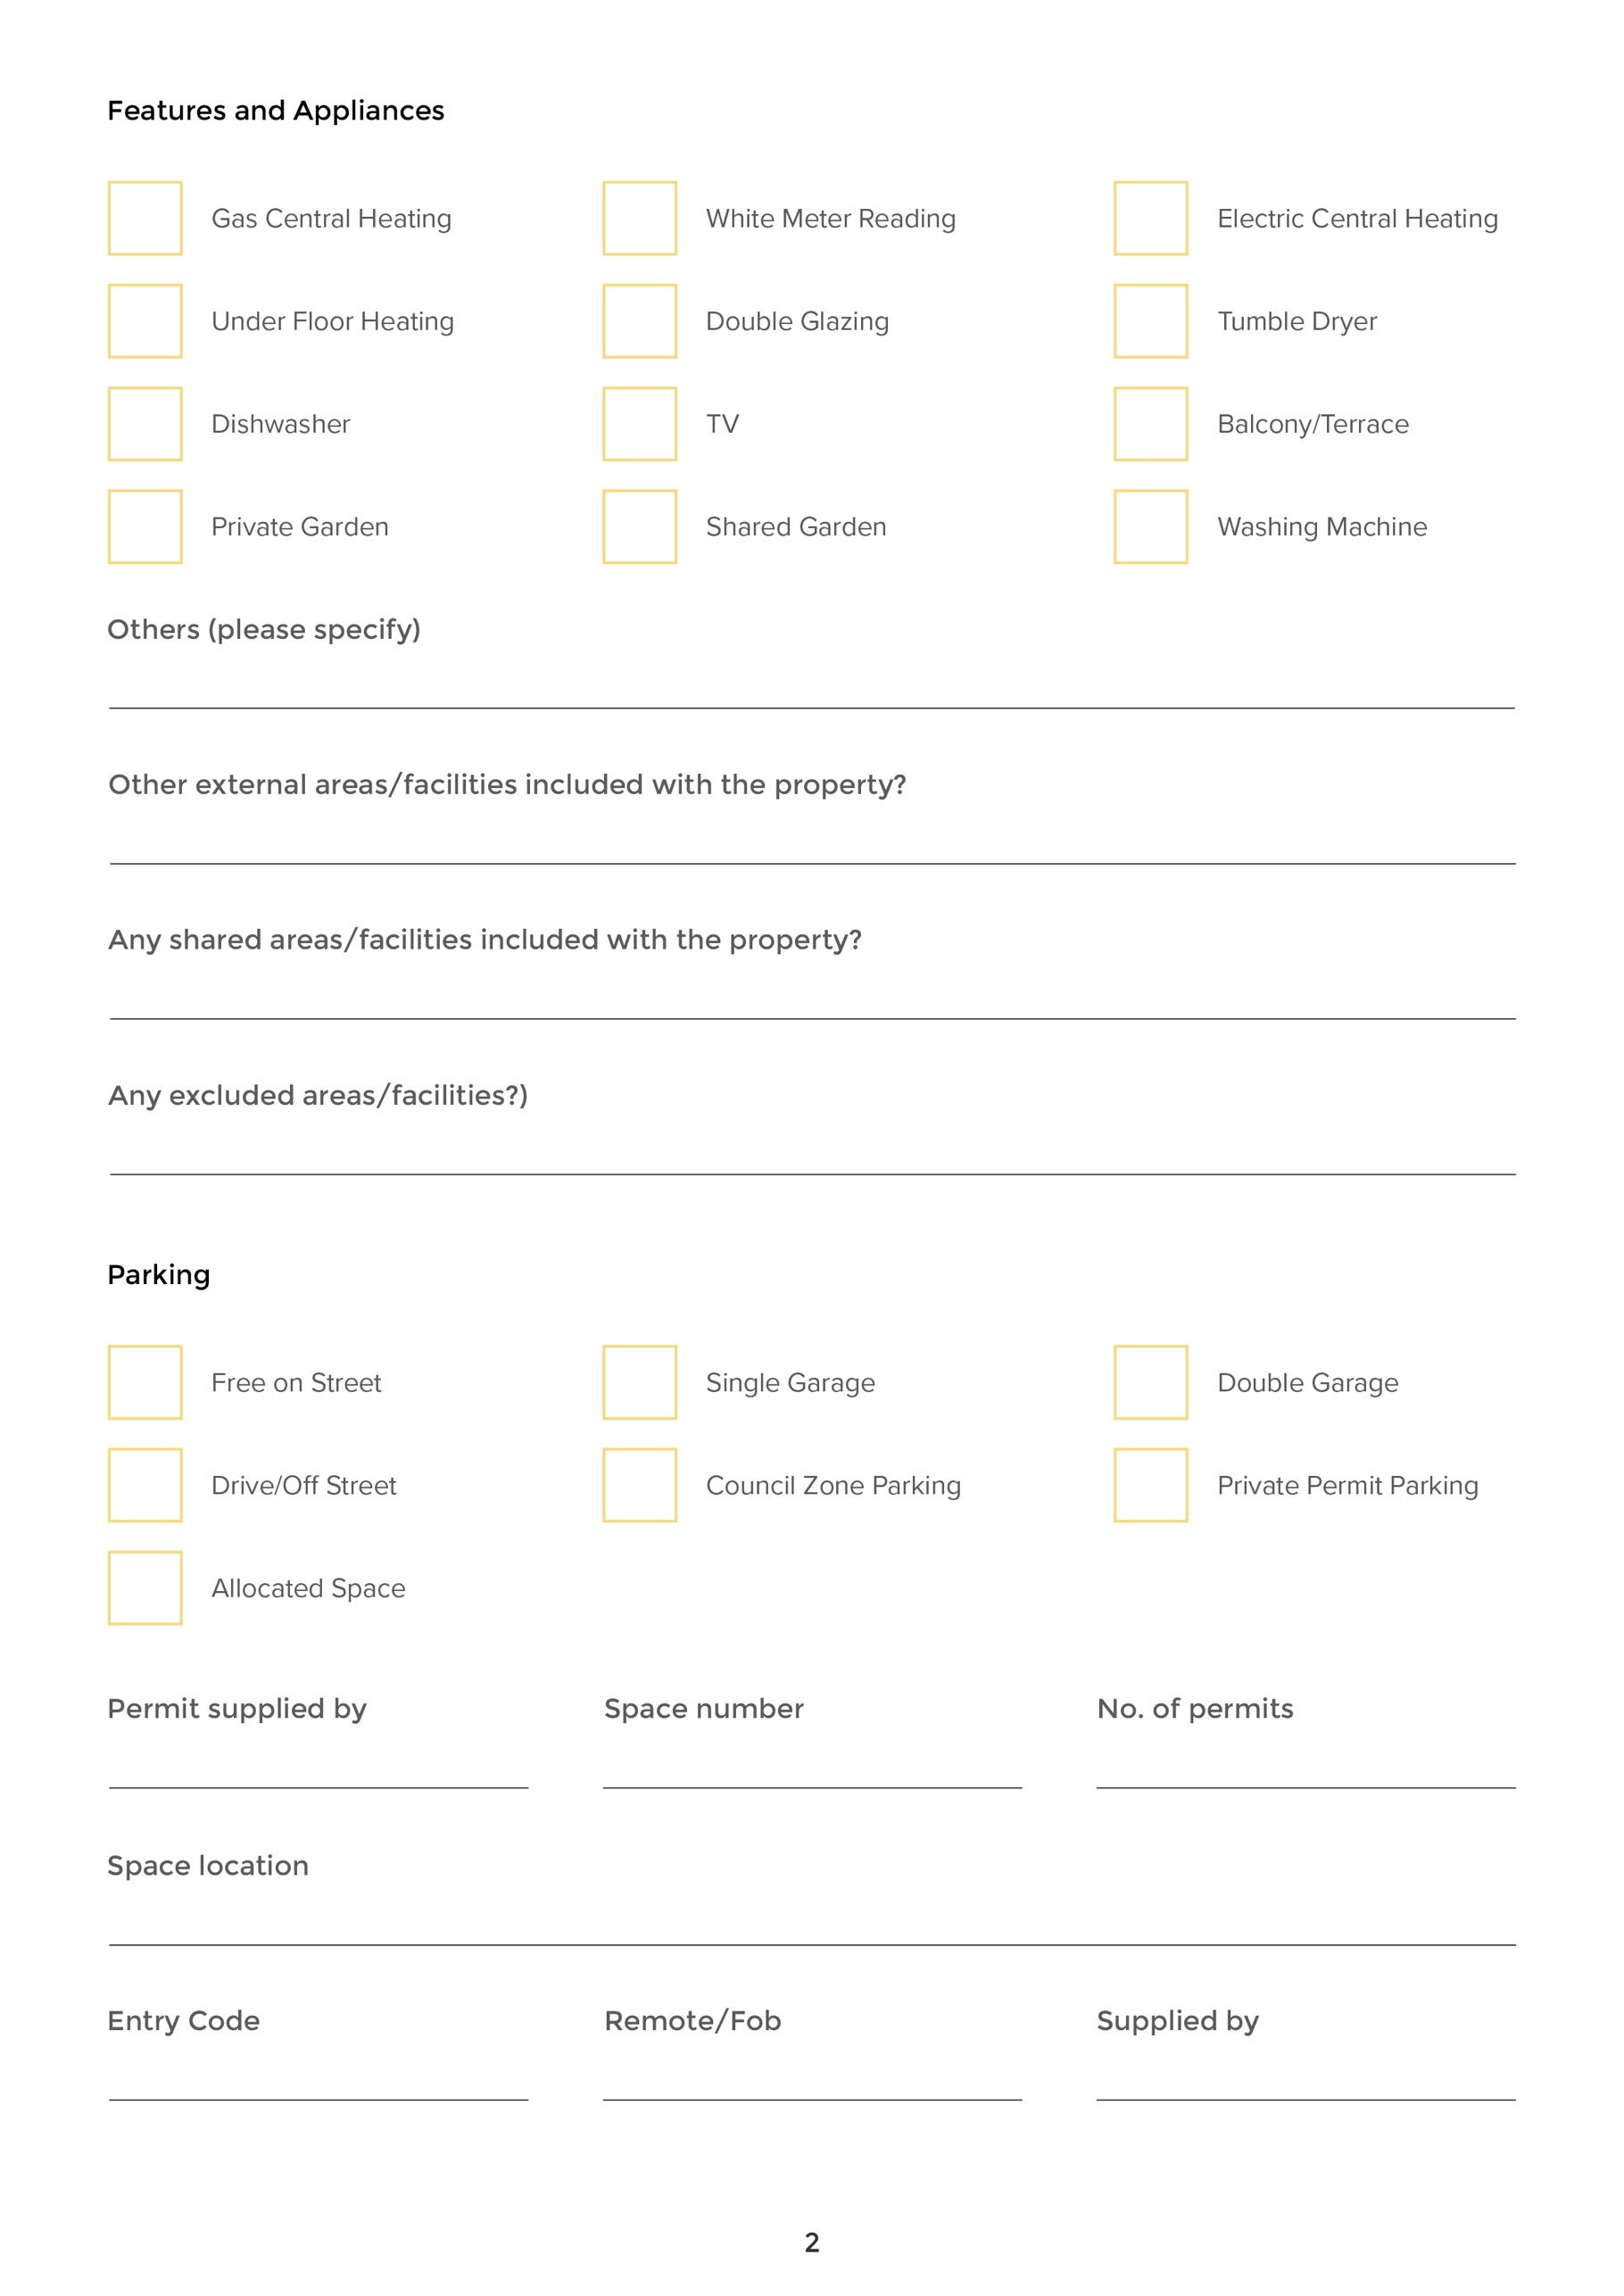 Features and Appliances
Gas Central Heating White Meter Reading Electric Central Heating
Under Floor Heating Double Glazing Tumble Dryer
Dishwasher TV Balcony/Terrace
Private Garden Shared Garden Washing Machine
Others (please specify)
Other external areas/facilities included with the property?
Any shared areas/facilities included with the property?
Any excluded areas/facilities?)
Parking
Free on Street Single Garage Double Garage
Drive/Off Street Council Zone Parking Private Permit Parking
Allocated Space
Permit supplied by Space number No. of permits
Space location
Entry Code Remote/Fob Supplied by
2